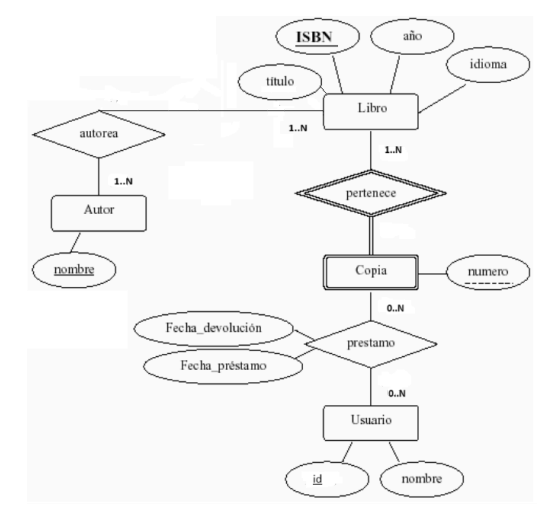 ISBN
año
idioma
título
Libro
autorea
1..N
1..N
1..N
pertenece
Autor
nombre
Copia
numero
0..N
Fecha_devolución
prestamo
Fecha_préstamo
0..N
Usuario
id
nombre